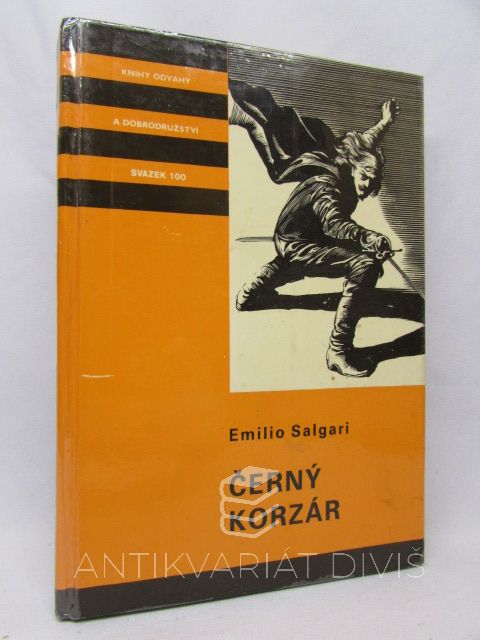 KNIHY ODVAHY
A DOBRODRUŽSTVÍ
SVAZEK 100
Emilio Salgari
ČERNÝ
KORZÁR
ANTIKVARIÁT DIVIŠ